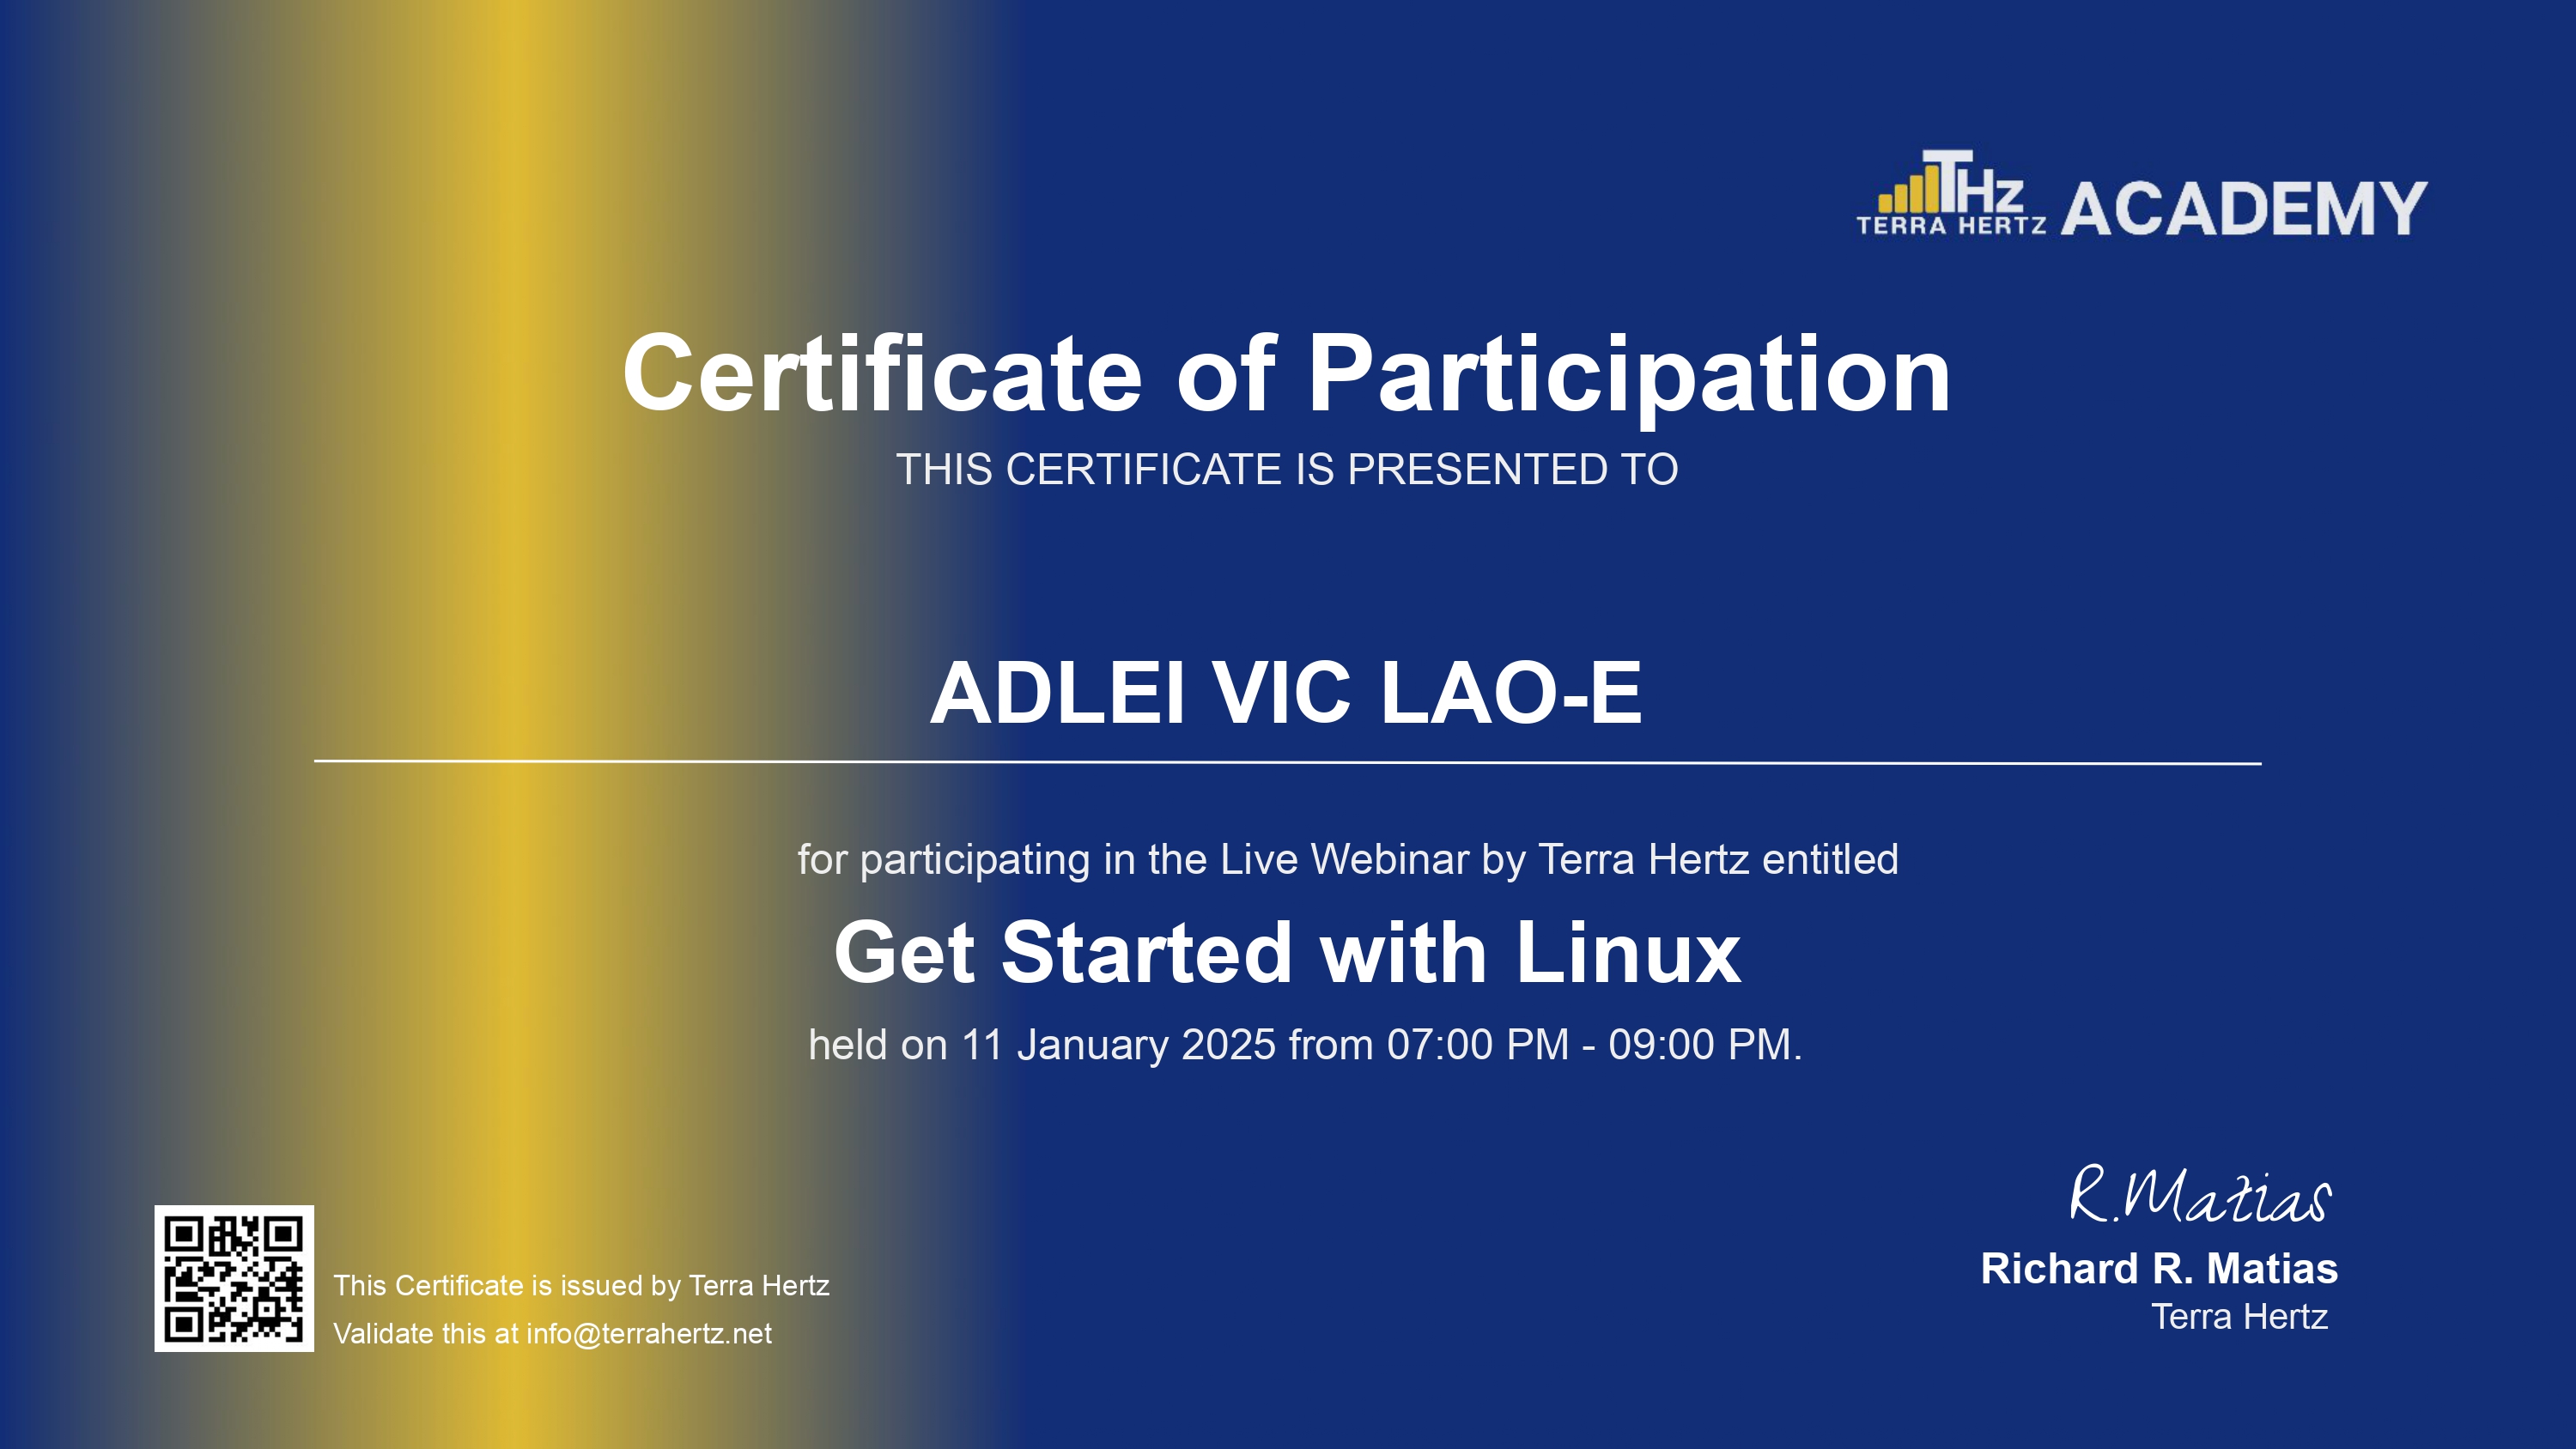 THz
TERRA HERTZ ACADEMY
Certificate of Participation
THIS CERTIFICATE IS PRESENTED TO
ADLEI VIC LAO-E
for participating in the Live Webinar by Terra Hertz entitled
Get Started with Linux
held on 11 January 2025 from 07:00 PM - 09:00 PM.
R.Matias
Richard R. Matias
Terra Hertz
This Certificate is issued by Terra Hertz
Validate this at info@terrahertz.net